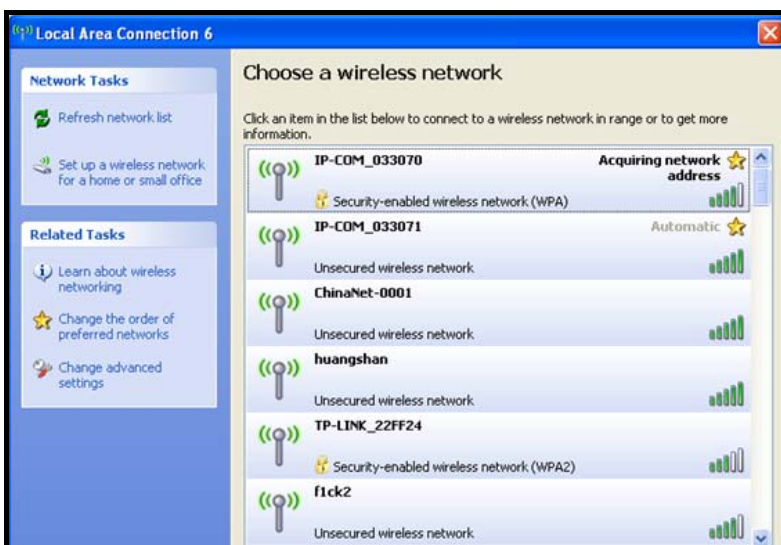 Local Area Connection 6
Network Tasks
Refresh network list
Set up a wireless network
for a home or small office
Related Tasks
Learn about wireless
networking
Change the order of
preferred networks
Change advanced
settings
Choose a wireless network
Click an item in the list below to connect to a wireless network in range or to get more
information.
IP-COM_033070
Acquiring network
address
Security-enabled wireless network (WPA)
IP-COM_033071
Automatic
Unsecured wireless network
ChinaNet-0001
Unsecured wireless network
huangshan
Unsecured wireless network
TP-LINK_22FF24
Security-enabled wireless network (WPA2)
f1ck2
Unsecured wireless network